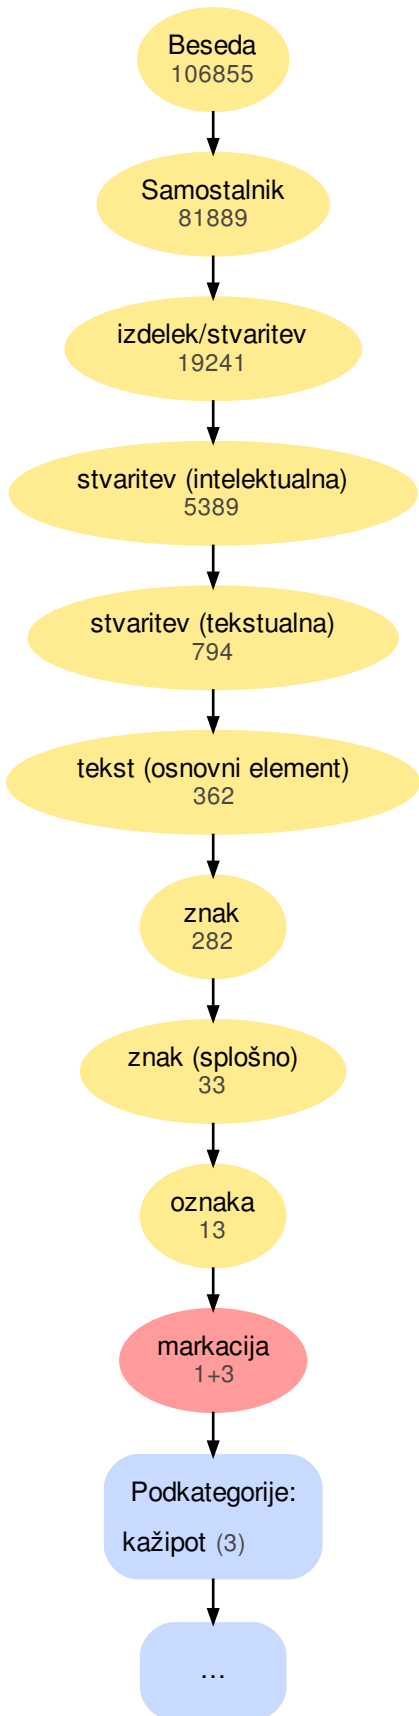 Beseda
106855
Samostalnik
81889
izdelek/stvaritev
19241
stvaritev (intelektualna)
5389
stvaritev (tekstualna)
794
tekst (osnovni element)
362
znak
282
znak (splošno)
33
oznaka
13
markacija
1+3
Podkategorije:
kažipot (3)
...